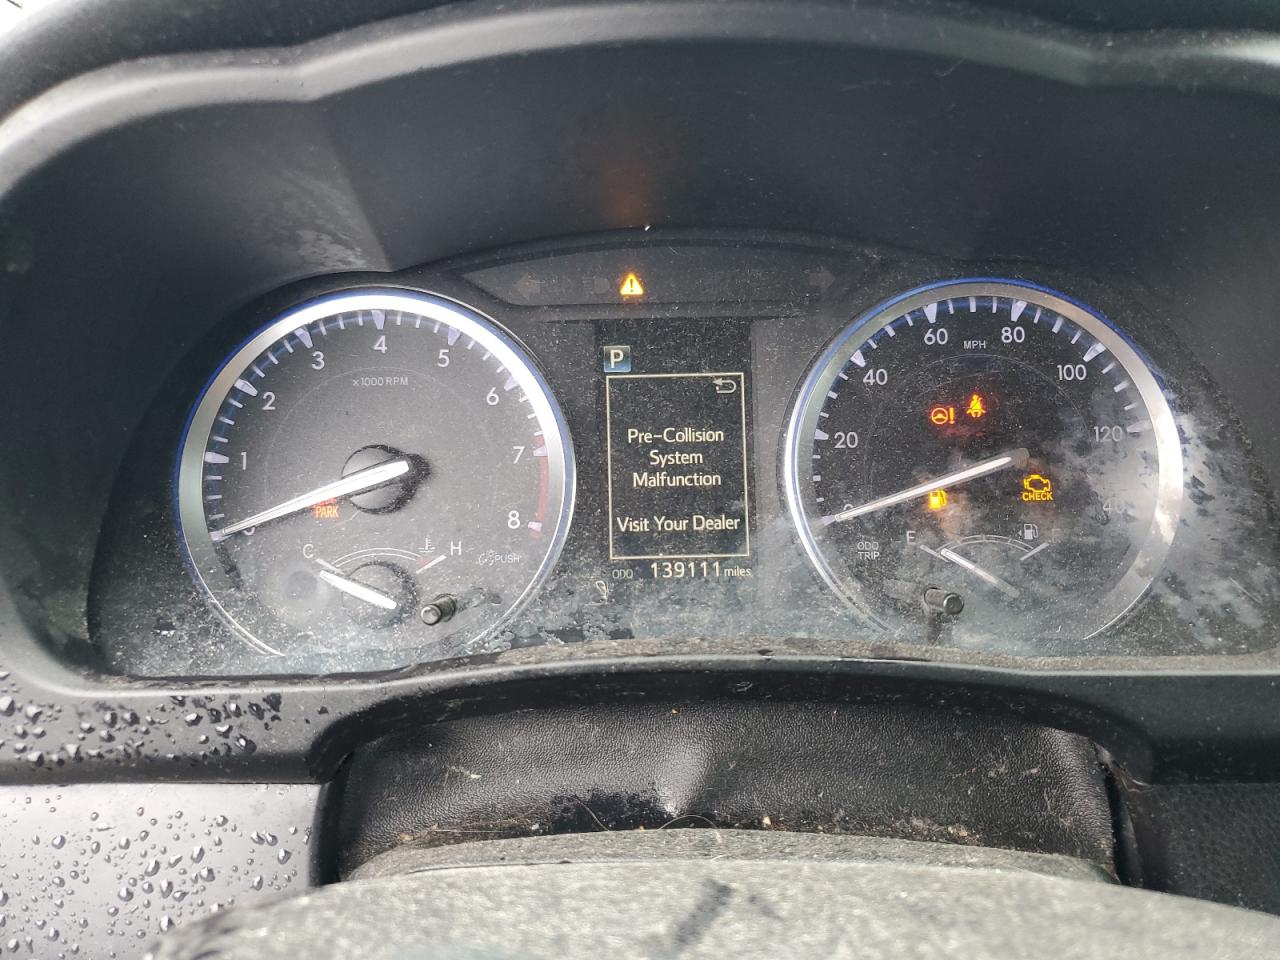 1
2
3
4
5
6
7
8
x1000 RPM
PARK
C
H
PUSH
P
Pre-Collision
System
Malfunction
Visit Your Dealer
ODO 139111 miles
20
40
60
80
100
120
MPH
CHECK
ODO
TRIP
E
F